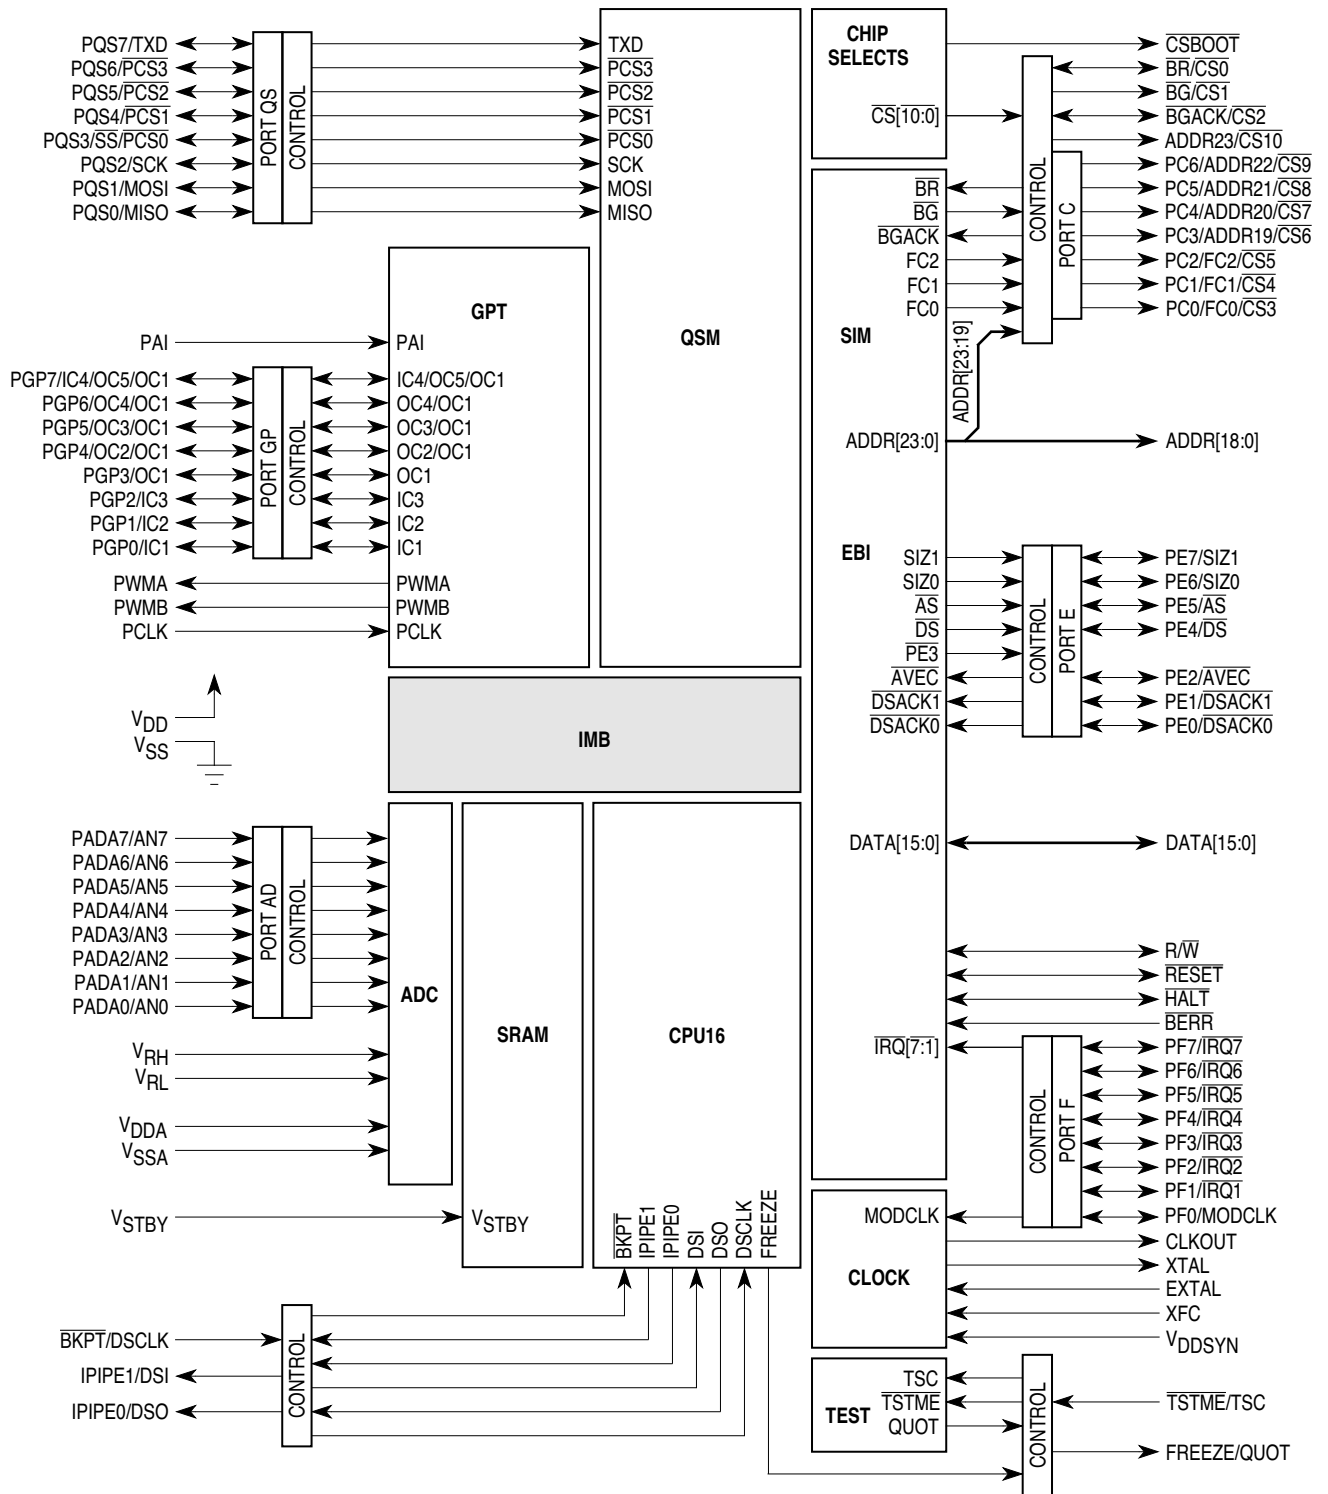 PQS7/TXD
PQS6/PCS3
PQS5/PCS2
PQS4/PCS1
PQS3/SS/PCS0
PQS2/SCK
PQS1/MOSI
PQS0/MISO
PORT QS
CONTROL
TXD
PCS3
PCS2
PCS1
PCS0
SCK
MOSI
MISO
QSM
PAI
PGP7/IC4/OC5/OC1
PGP6/OC4/OC1
PGP5/OC3/OC1
PGP4/OC2/OC1
PGP3/OC1
PGP2/IC3
PGP1/IC2
PGP0/IC1
PWMA
PWMB
PCLK
PORT GP
CONTROL
GPT
PAI
IC4/OC5/OC1
OC4/OC1
OC3/OC1
OC2/OC1
OC1
IC3
IC2
IC1
PWMA
PWMB
PCLK
VDD
VSS
IMB
PADA7/AN7
PADA6/AN6
PADA5/AN5
PADA4/AN4
PADA3/AN3
PADA2/AN2
PADA1/AN1
PADA0/AN0
PORT AD
CONTROL
VRH
VRL
VDDA
VSSA
VSTBY
ADC
SRAM
VSTBY
CPU16
BKPT
IPIPE1
IPIPE0
DSI
DSO
DSCLK
FREEZE
BKPT/DSCLK
IPIPE1/DSI
IPIPE0/DSO
CONTROL
CHIP
SELECTS
CS[10:0]
SIM
BR
BG
BGACK
FC2
FC1
FC0
ADDR[23:19]
ADDR[23:0]
CONTROL
PORT C
CSBOOT
BR/CS0
BG/CS1
BGACK/CS2
ADDR23/CS10
PC6/ADDR22/CS9
PC5/ADDR21/CS8
PC4/ADDR20/CS7
PC3/ADDR19/CS6
PC2/FC2/CS5
PC1/FC1/CS4
PC0/FC0/CS3
ADDR[18:0]
EBI
SIZ1
SIZ0
AS
DS
PE3
AVEC
DSACK1
DSACK0
CONTROL
PORT E
PE7/SIZ1
PE6/SIZ0
PE5/AS
PE4/DS
PE2/AVEC
PE1/DSACK1
PE0/DSACK0
DATA[15:0]
DATA[15:0]
R/W
RESET
HALT
BERR
IRQ[7:1]
CONTROL
PORT F
PF7/IRQ7
PF6/IRQ6
PF5/IRQ5
PF4/IRQ4
PF3/IRQ3
PF2/IRQ2
PF1/IRQ1
PF0/MODCLK
MODCLK
CLOCK
CLKOUT
XTAL
EXTAL
XFC
VDDSYN
TEST
TSC
TSTME
QUOT
CONTROL
TSTME/TSC
FREEZE/QUOT